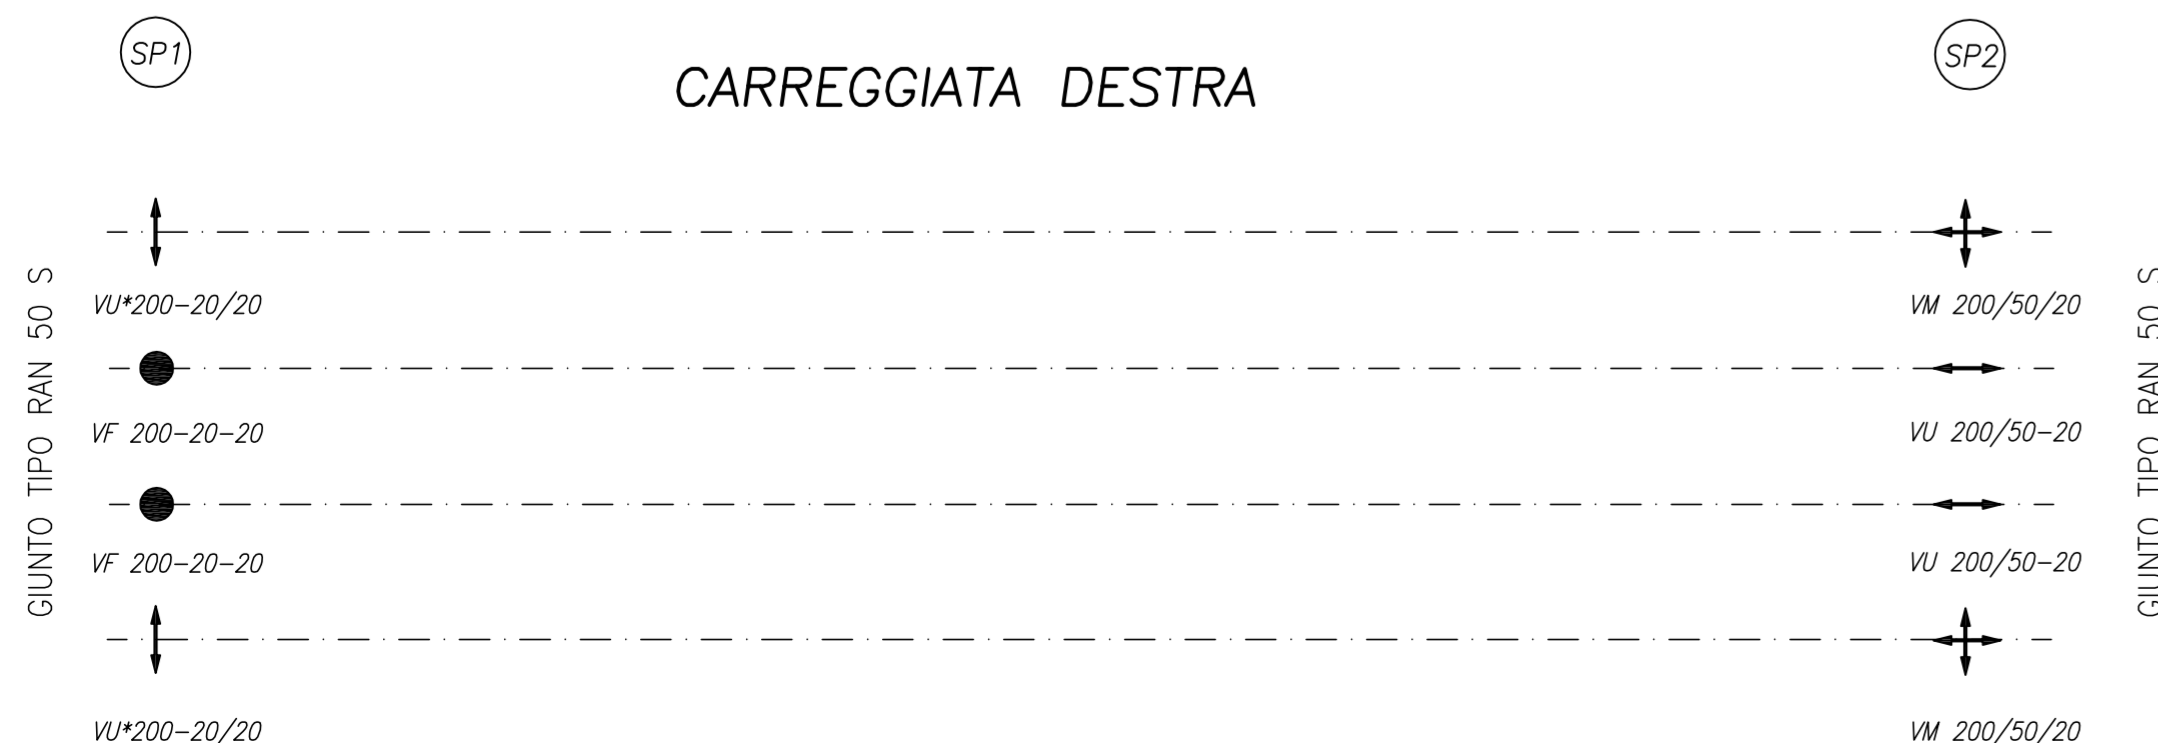 SP1
SP2
CARREGGIATA DESTRA
GIUNTO TIPO RAN 50 S
GIUNTO TIPO RAN 50 S
VU*200-20/20
VM 200/50/20
VF 200-20-20
VU 200/50-20
VF 200-20-20
VU 200/50-20
VU*200-20/20
VM 200/50/20